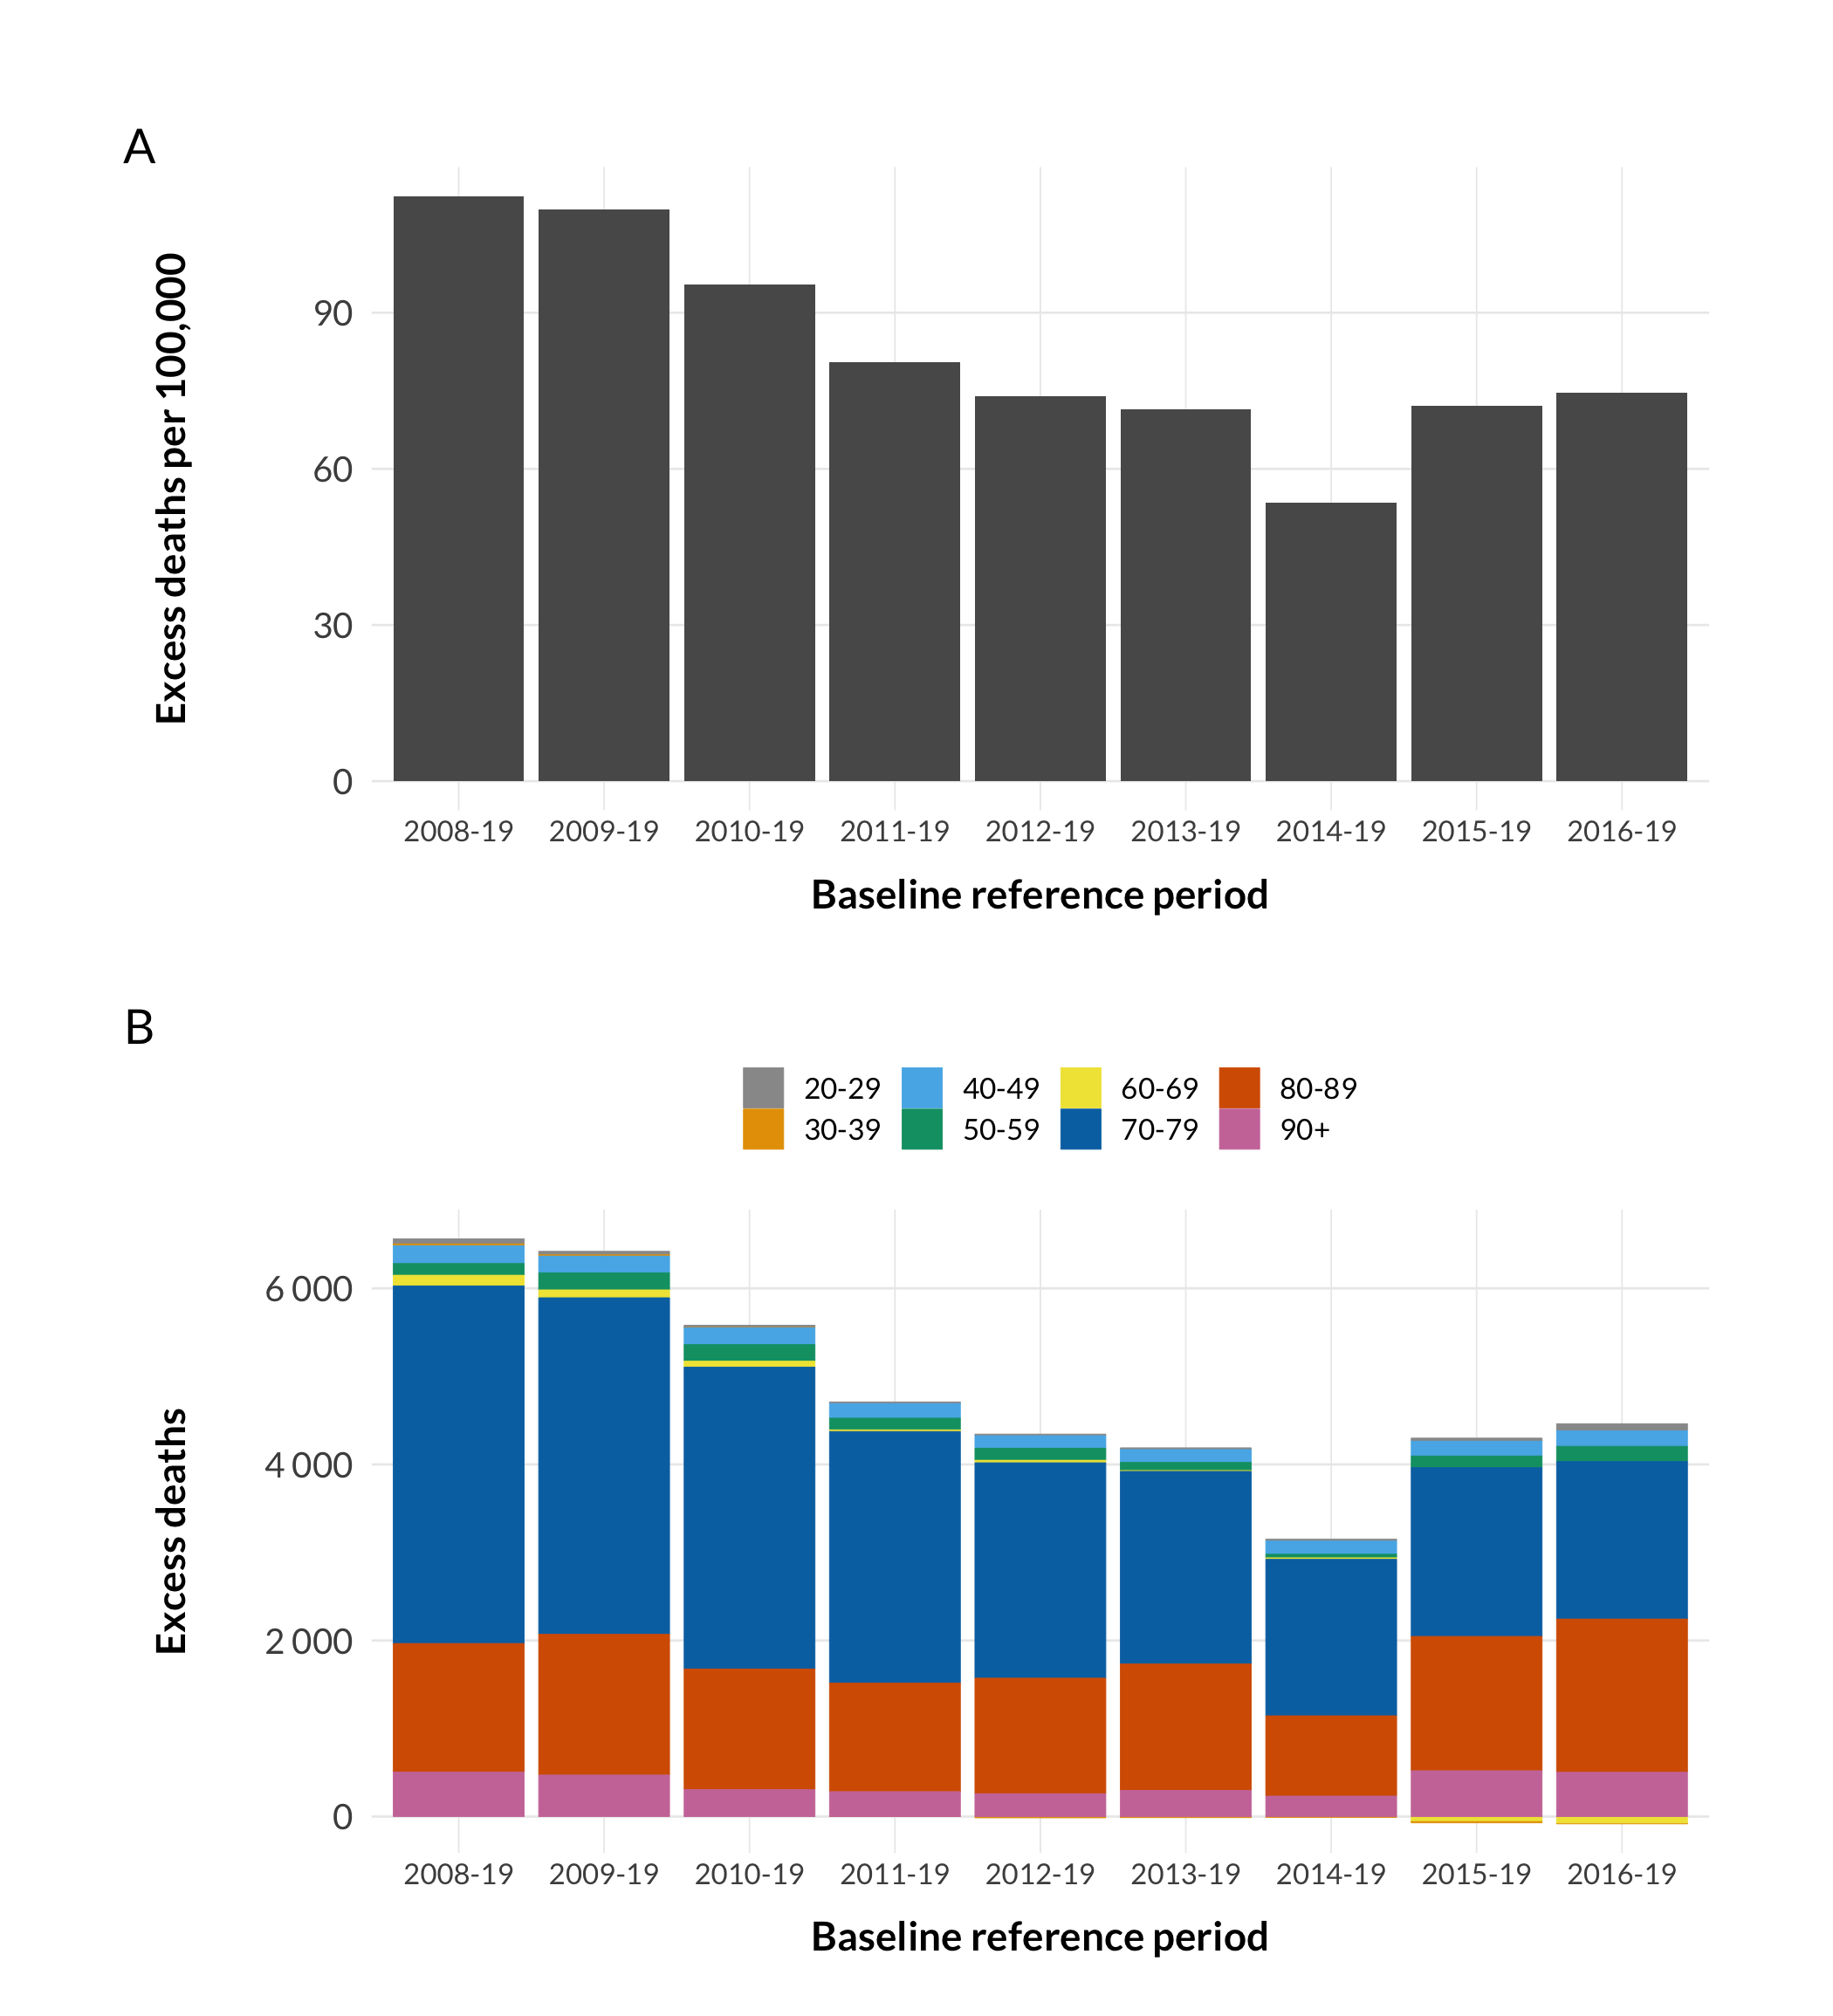 A
Excess deaths per 100,000
90
60
30
0
2008-19 2009-19 2010-19 2011-19 2012-19 2013-19 2014-19 2015-19 2016-19
Baseline reference period
B
20-29 40-49 60-69 80-89
30-39 50-59 70-79 90+
Excess deaths
6 000
4 000
2 000
0
2008-19 2009-19 2010-19 2011-19 2012-19 2013-19 2014-19 2015-19 2016-19
Baseline reference period